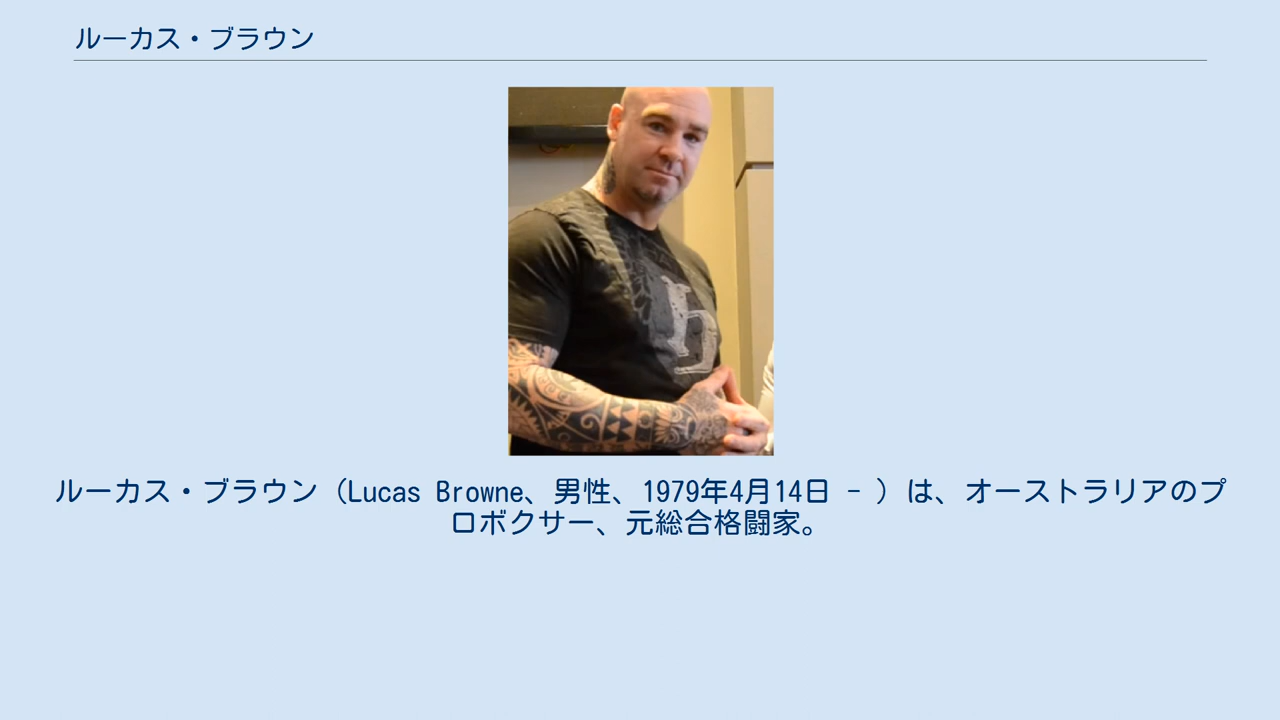 ルーカス・ブラウン
ルーカス・ブラウン（Lucas Browne、男性、1979年4月14日 - ）は、オーストラリアのプ
ロボクサー、元総合格闘家。